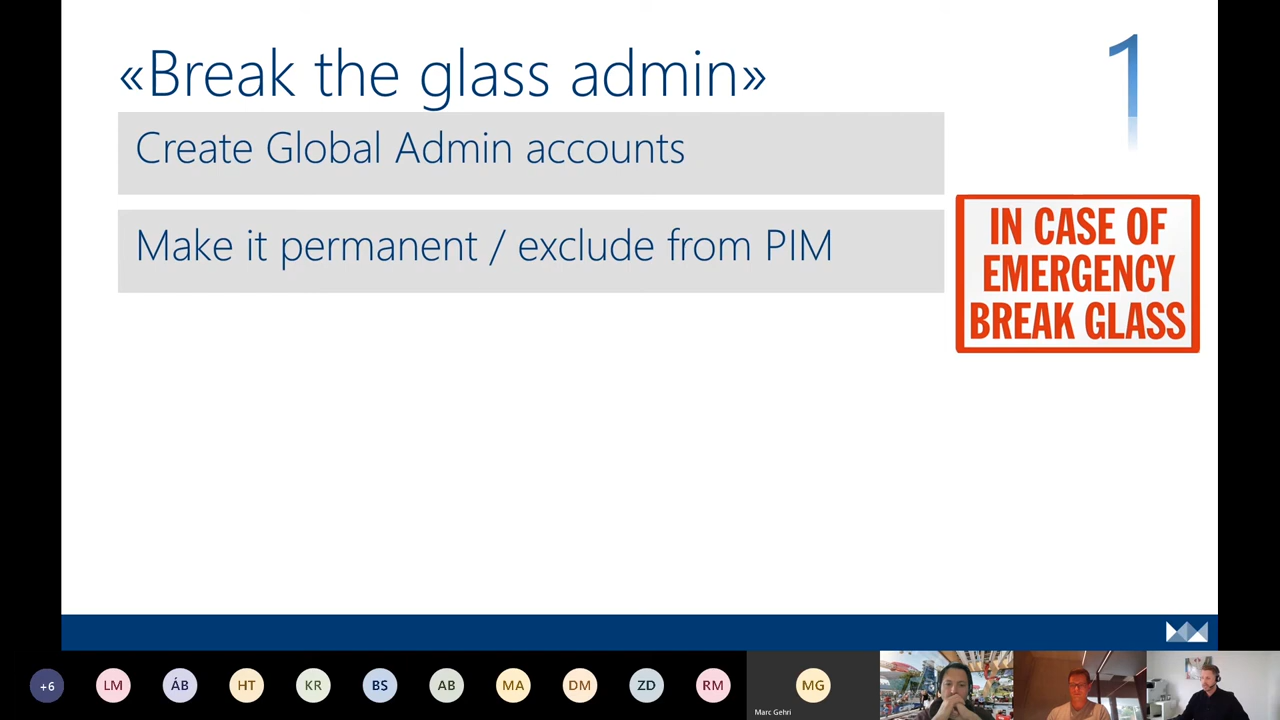 «Break the glass admin»
1
Create Global Admin accounts
Make it permanent / exclude from PIM
IN CASE OF
EMERGENCY
BREAK GLASS
+6
LM
ÁB
HT
KR
BS
AB
MA
DM
ZD
RM
MG
Marc Gehri